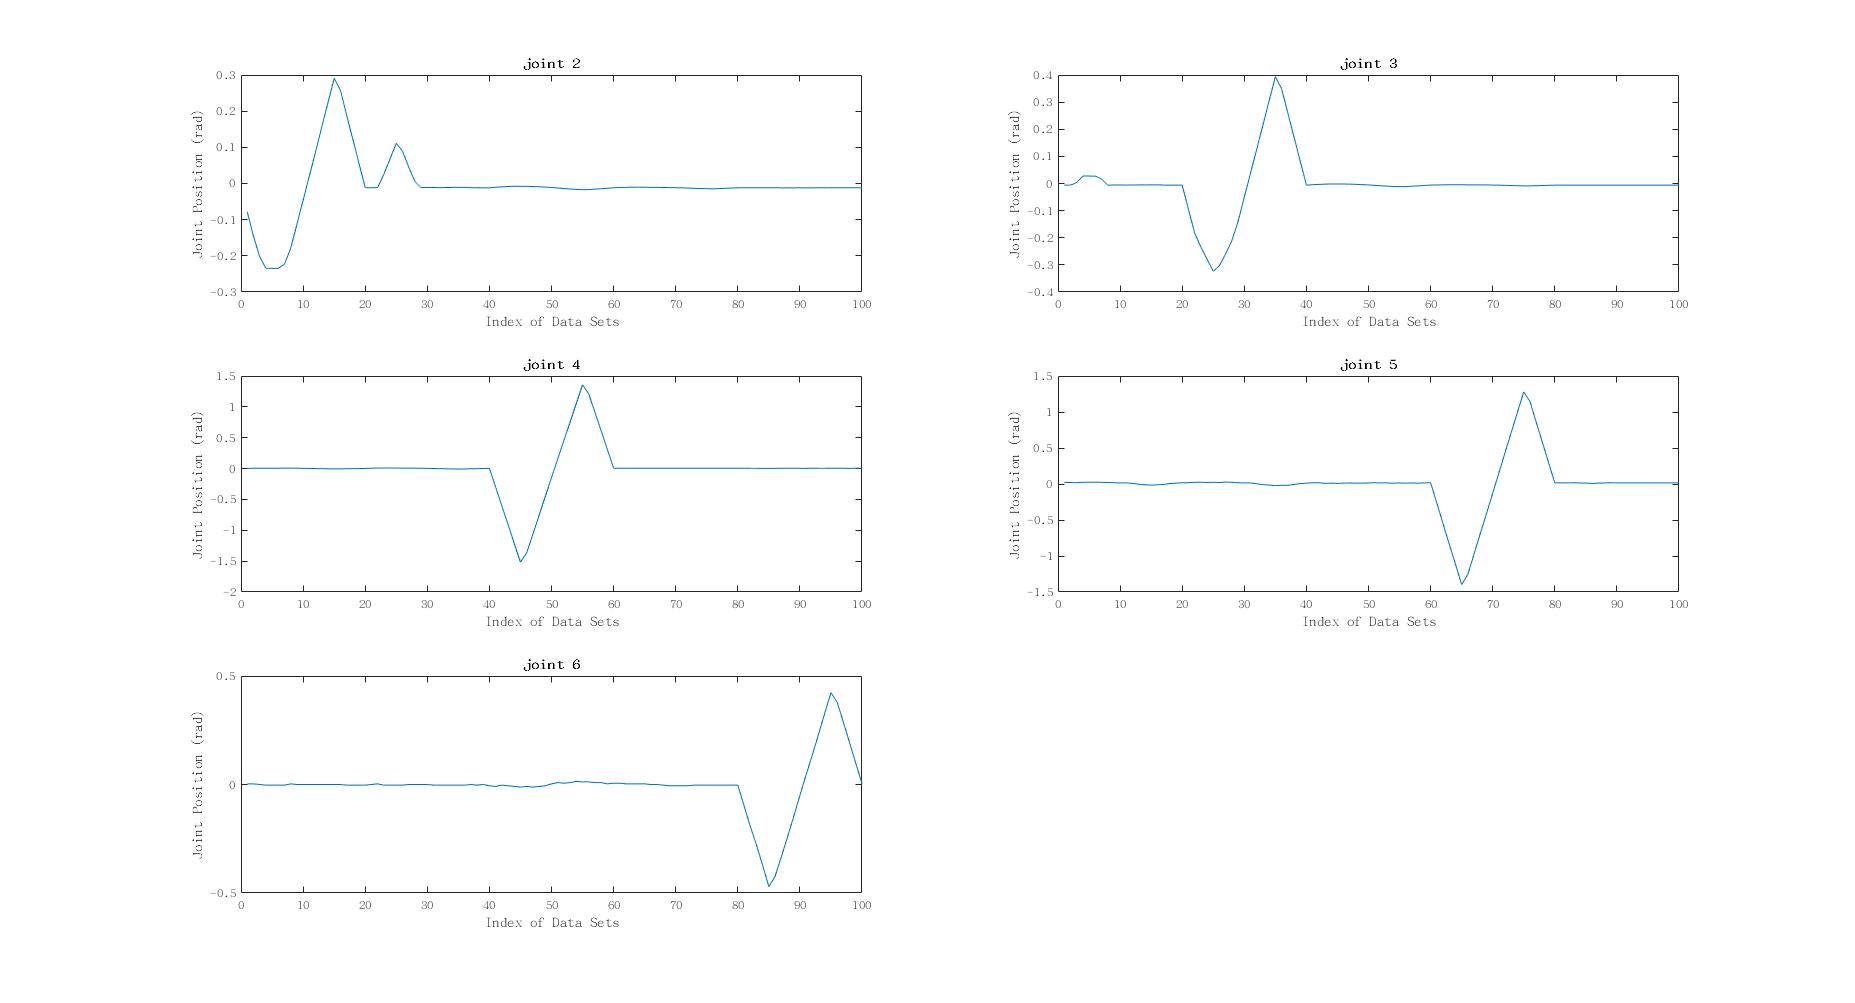 joint 2
Joint Position (rad)
0.3
0.2
0.1
0
-0.1
-0.2
-0.3
0 10 20 30 40 50 60 70 80 90 100
Index of Data Sets
joint 3
Joint Position (rad)
0.4
0.3
0.2
0.1
0
-0.1
-0.2
-0.3
-0.4
0 10 20 30 40 50 60 70 80 90 100
Index of Data Sets
joint 4
Joint Position (rad)
1.5
1
0.5
0
-0.5
-1
-1.5
-2
0 10 20 30 40 50 60 70 80 90 100
Index of Data Sets
joint 5
Joint Position (rad)
1.5
1
0.5
0
-0.5
-1
-1.5
0 10 20 30 40 50 60 70 80 90 100
Index of Data Sets
joint 6
Joint Position (rad)
0.5
0
-0.5
0 10 20 30 40 50 60 70 80 90 100
Index of Data Sets